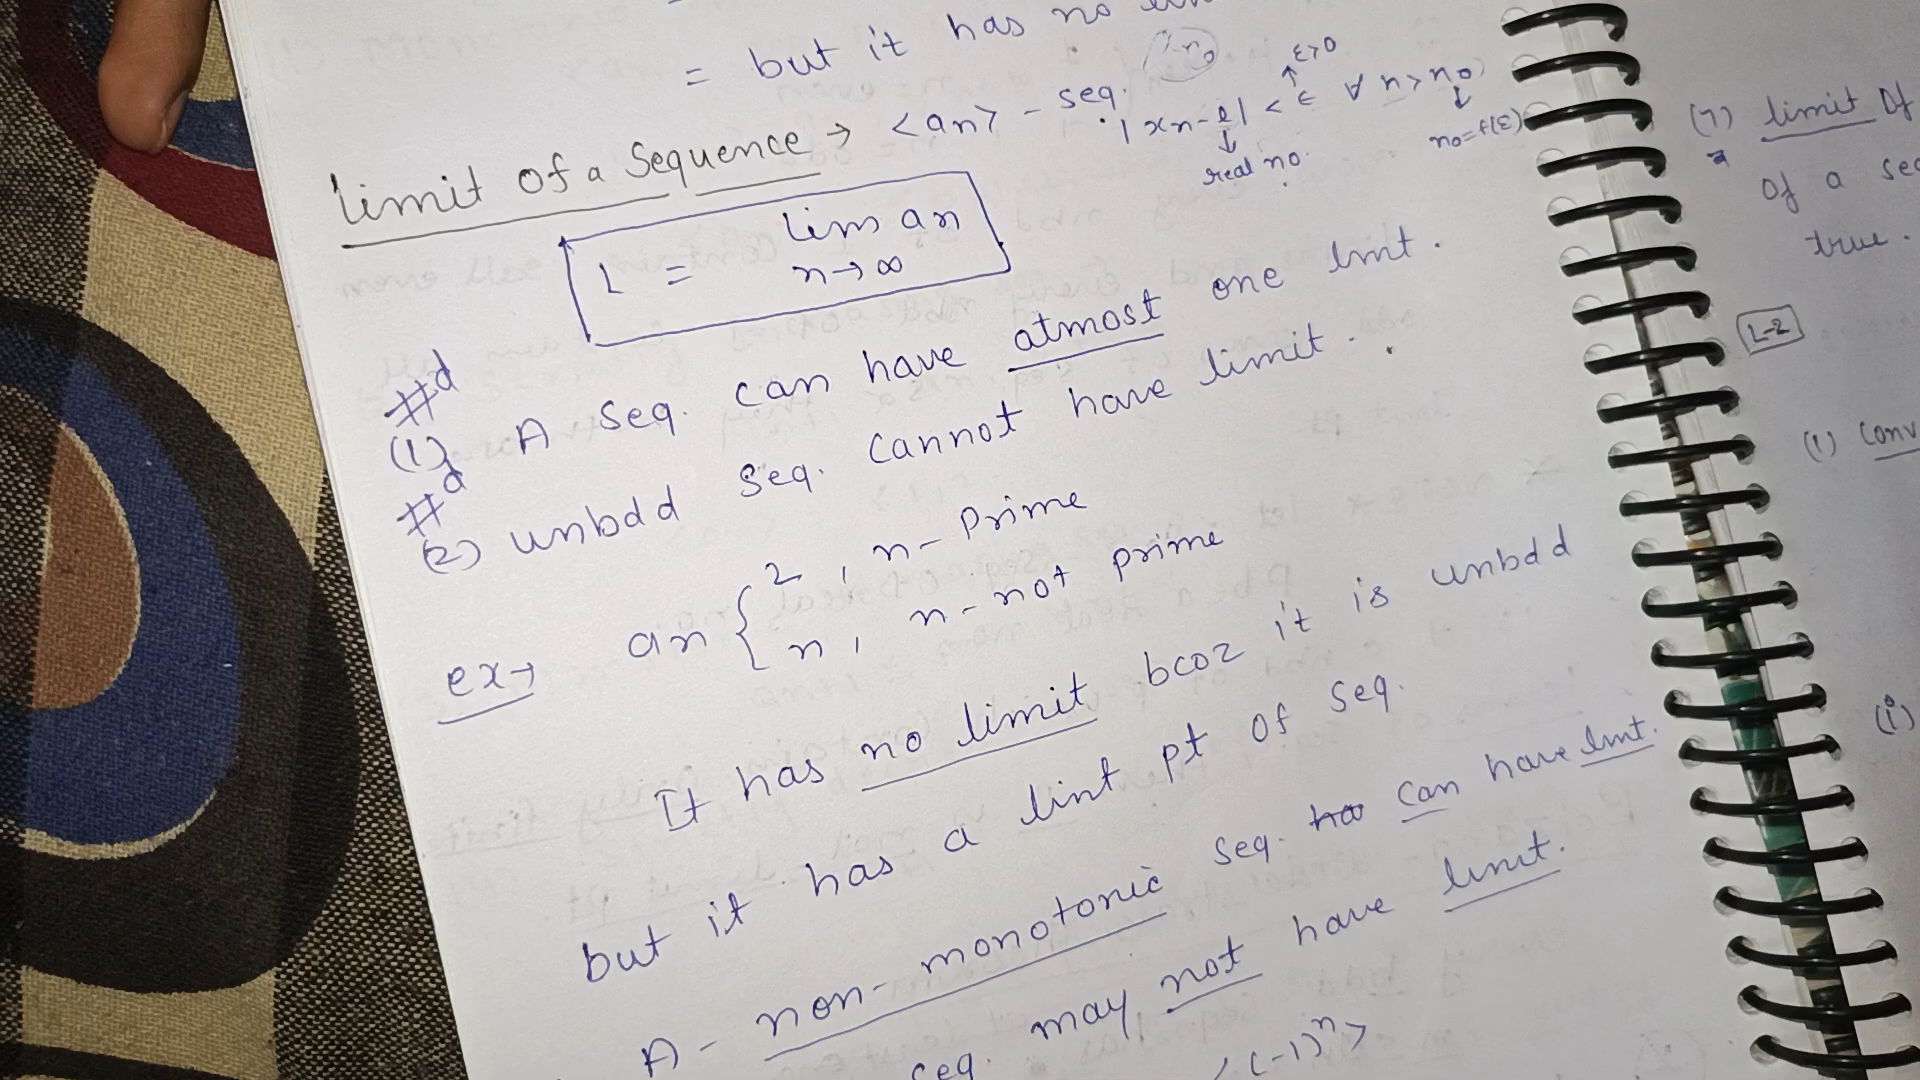 = but it has no
Limit of a Sequence → <an> - seq. |xn-l| < ε ∀ n > n₀
ε>0
real no.
n₀=f(ε)
L = lim an
n→∞
#d
(1) A seq. can have atmost one lmt.
#d
(2) unbdd seq. cannot have limit.
ex→ an { 2, n-prime
n, n-not prime
It has no limit bcoz it is unbdd
but it has a limt pt of seq.
A- non-monotonic seq. can have lmt.
seq. may not have limit.
<(-1)ⁿ>
(7) limit Of
Of a sec
true.
L-2
(1) Conv
(i)